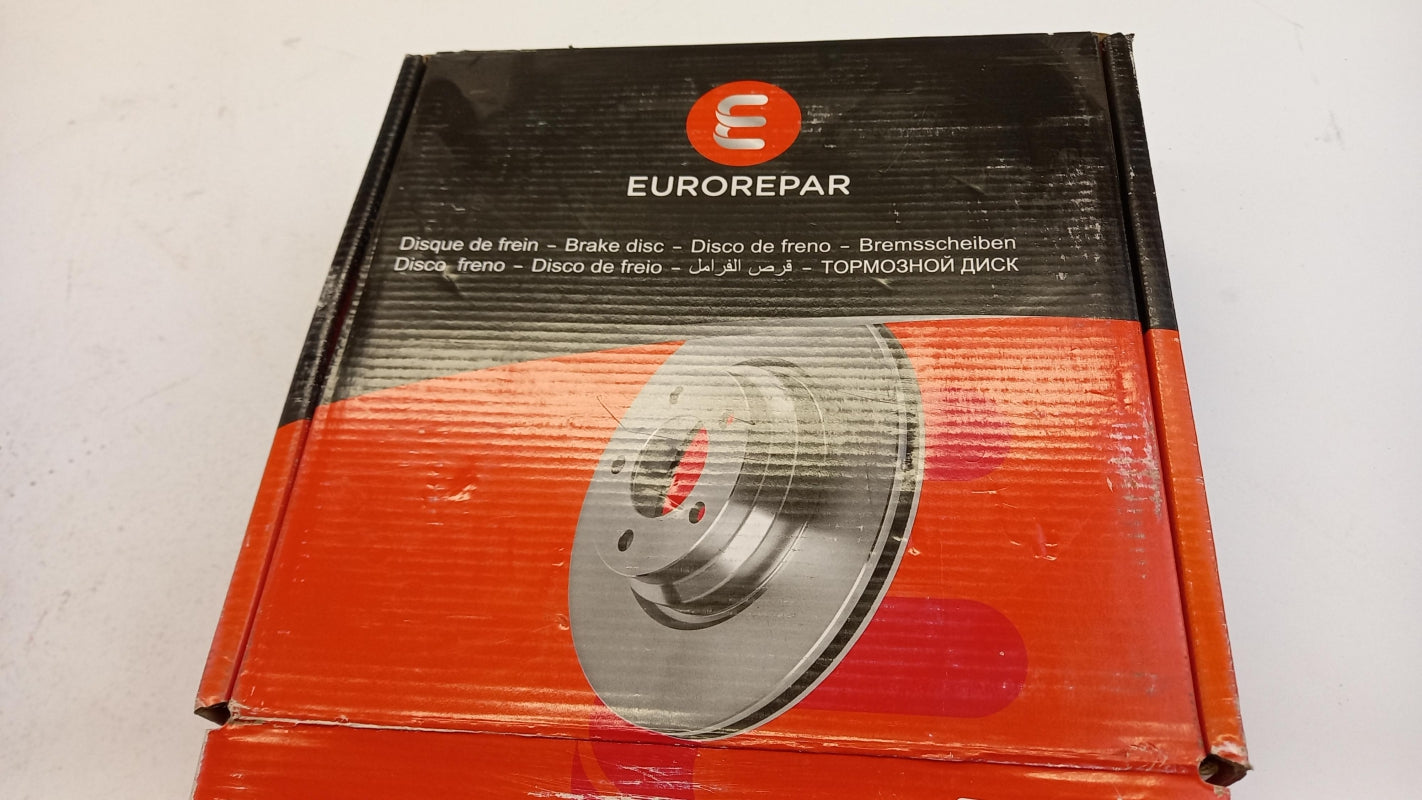 EUROREPAR
Disque de frein – Brake disc – Disco de freno – Bremsscheiben
Disco freno – Disco de freio – قرص الفرامل – ТОРМОЗНОЙ ДИСК